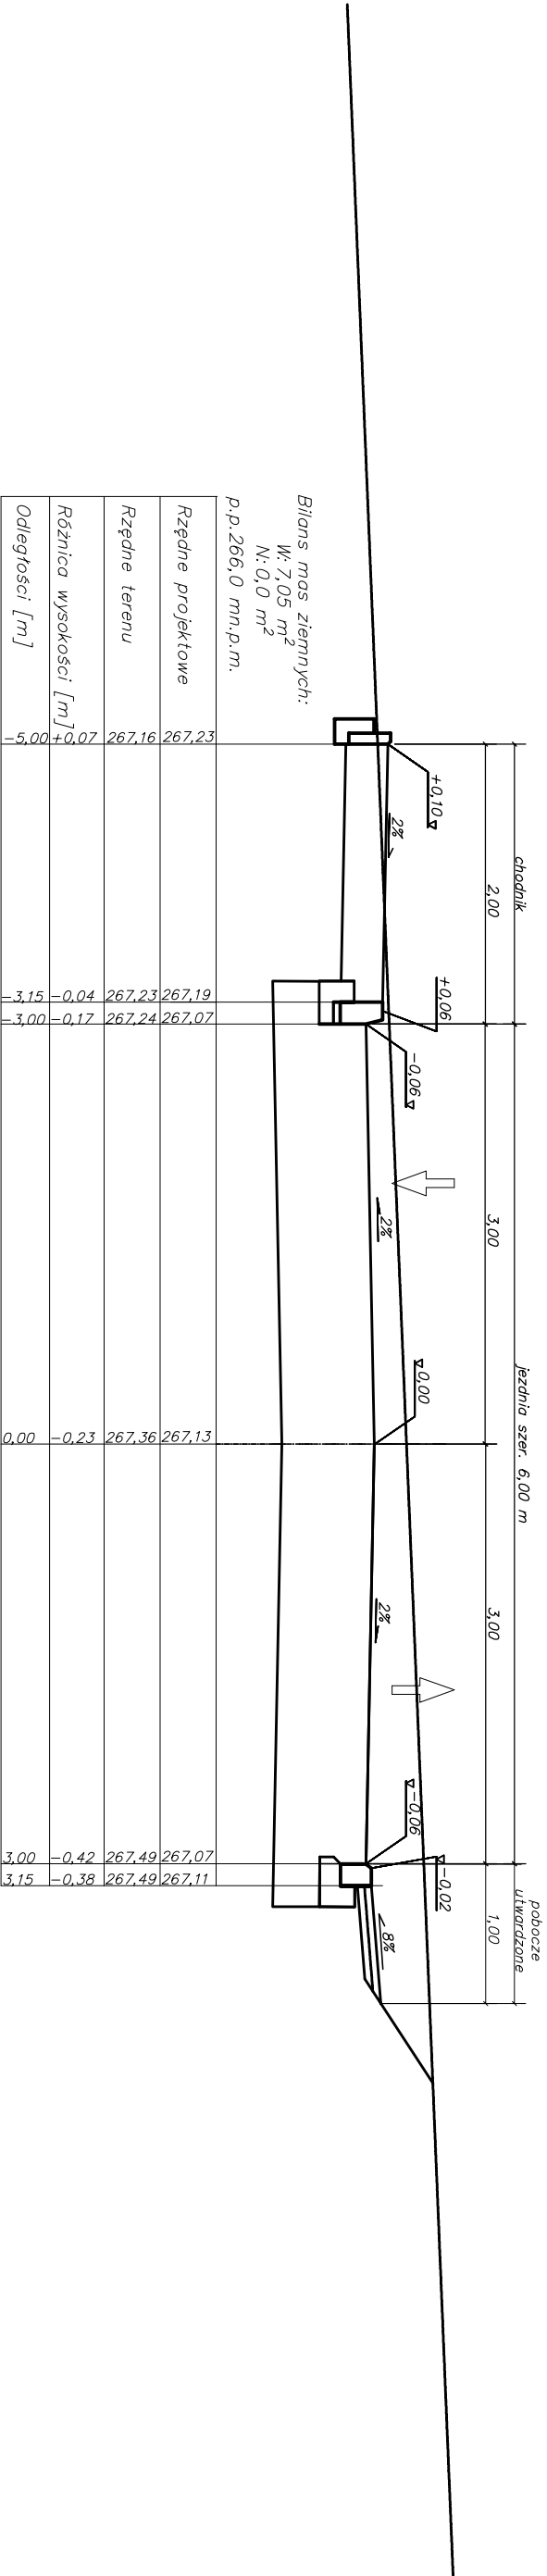 chodnik
jezdnia szer. 6,00 m
pobocze
utwardzone
2,00
3,00
3,00
1,00
+0,10
+0,06
-0,06
0,00
-0,06
-0,02
2%
2%
2%
8%
Bilans mas ziemnych:
W: 7,05 m²
N: 0,0 m²
p.p.266,0 mn.p.m.
Rzędne projektowe 267,23 267,19 267,07 267,13 267,07 267,11
Rzędne terenu 267,16 267,23 267,24 267,36 267,49 267,49
Różnica wysokości [m] +0,07 -0,04 -0,17 -0,23 -0,42 -0,38
Odległości [m] -5,00 -3,15 -3,00 0,00 3,00 3,15